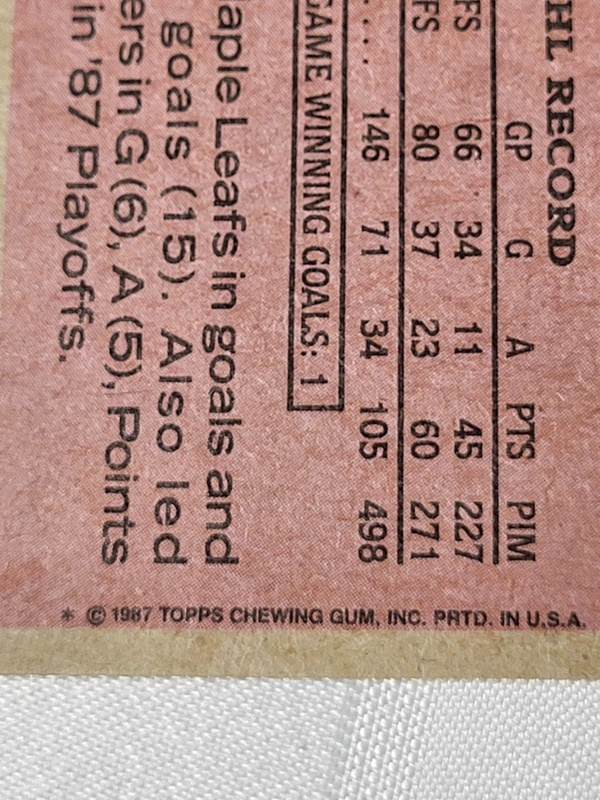 HL RECORD
GP G A PTS PIM
FS 66 34 11 45 227
FS 80 37 23 60 271
.... 146 71 34 105 498
GAME WINNING GOALS: 1
aple Leafs in goals and
goals (15). Also led
ers in G (6), A (5), Points
in '87 Playoffs.
* © 1987 TOPPS CHEWING GUM, INC. PRTD. IN U.S.A.